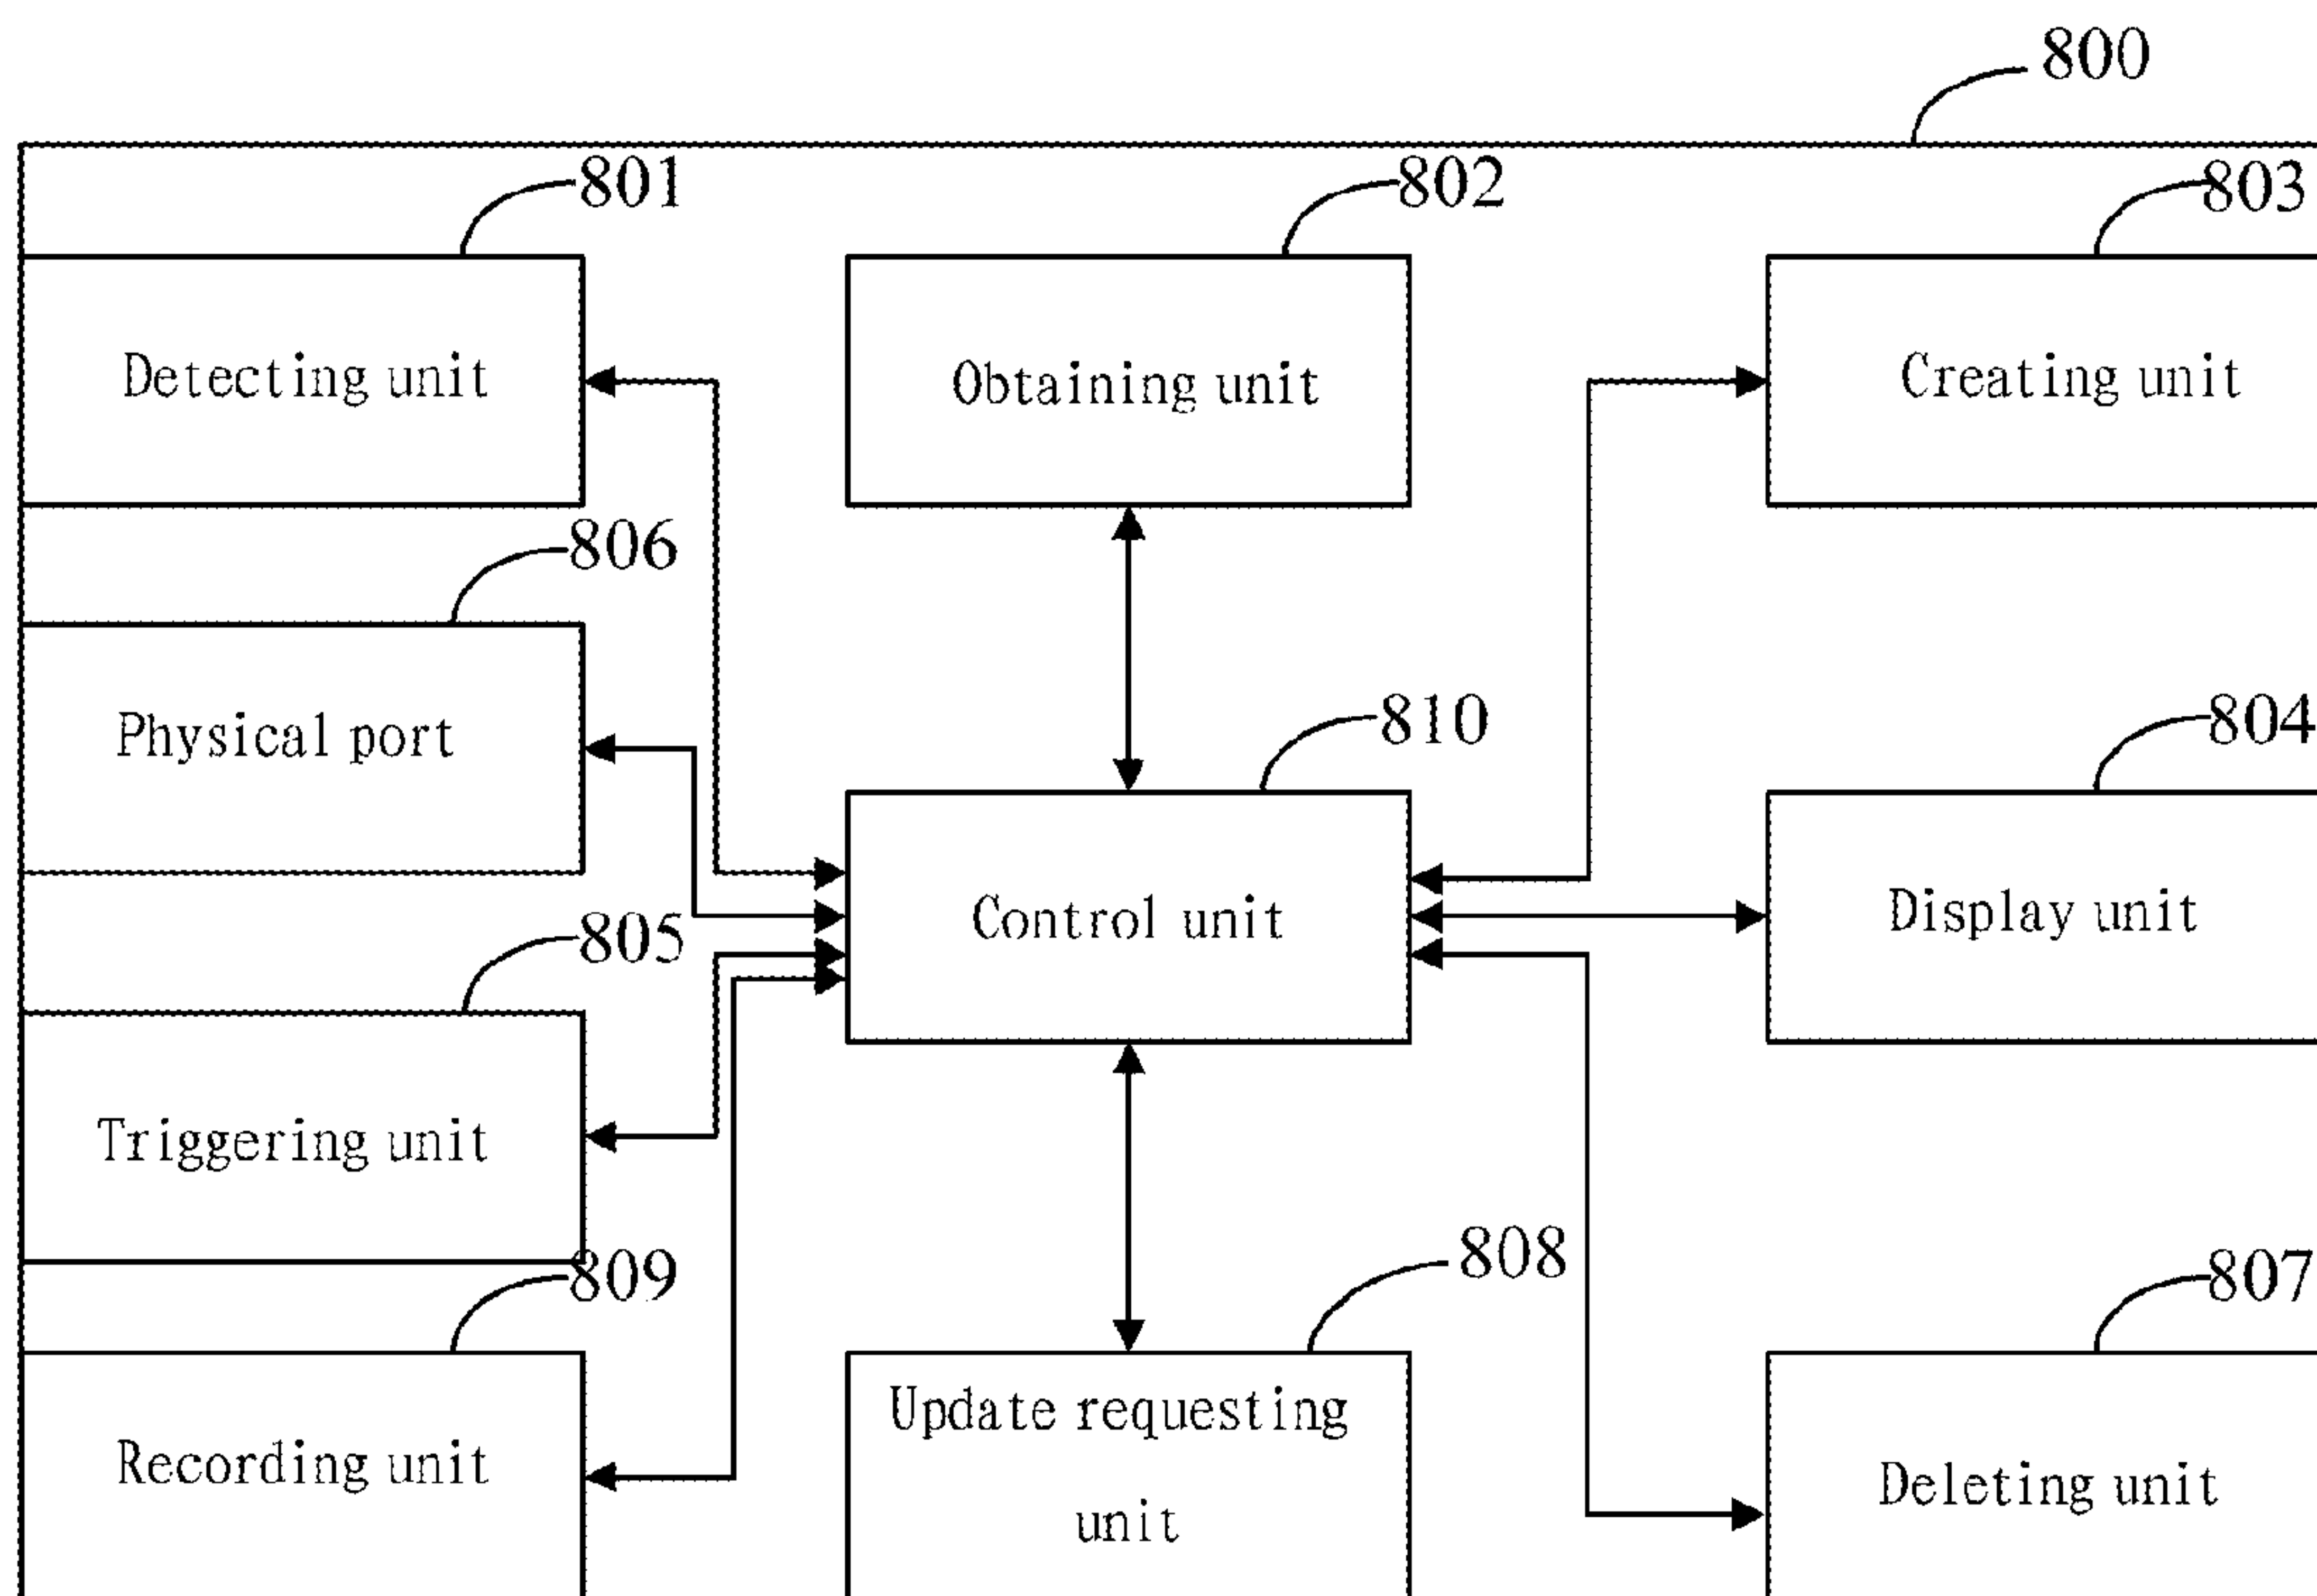 800
801
802
803
Detecting unit
Obtaining unit
Creating unit
806
Physical port
810
804
Control unit
Display unit
805
Triggering unit
809
808
807
Recording unit
Update requesting
unit
Deleting unit